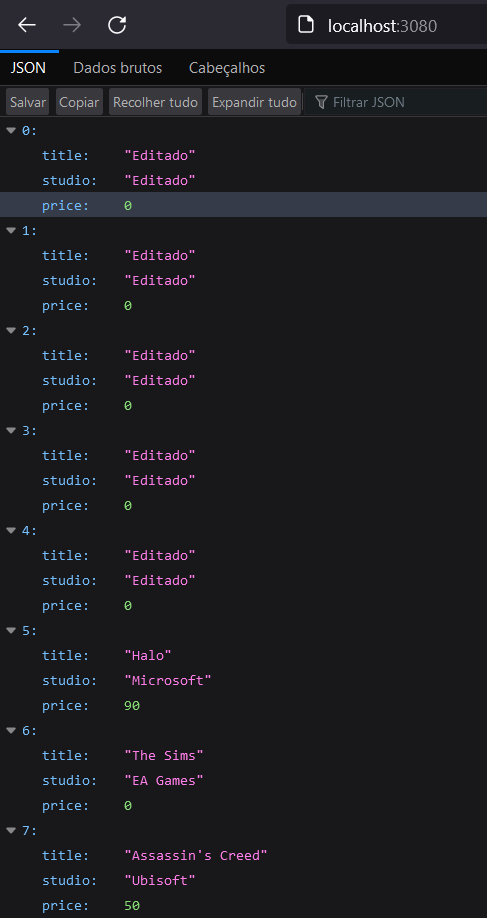 localhost:3080
JSON Dados brutos Cabeçalhos
Salvar Copiar Recolher tudo Expandir tudo Filtrar JSON
0:
title: "Editado"
studio: "Editado"
price: 0
1:
title: "Editado"
studio: "Editado"
price: 0
2:
title: "Editado"
studio: "Editado"
price: 0
3:
title: "Editado"
studio: "Editado"
price: 0
4:
title: "Editado"
studio: "Editado"
price: 0
5:
title: "Halo"
studio: "Microsoft"
price: 90
6:
title: "The Sims"
studio: "EA Games"
price: 0
7:
title: "Assassin's Creed"
studio: "Ubisoft"
price: 50